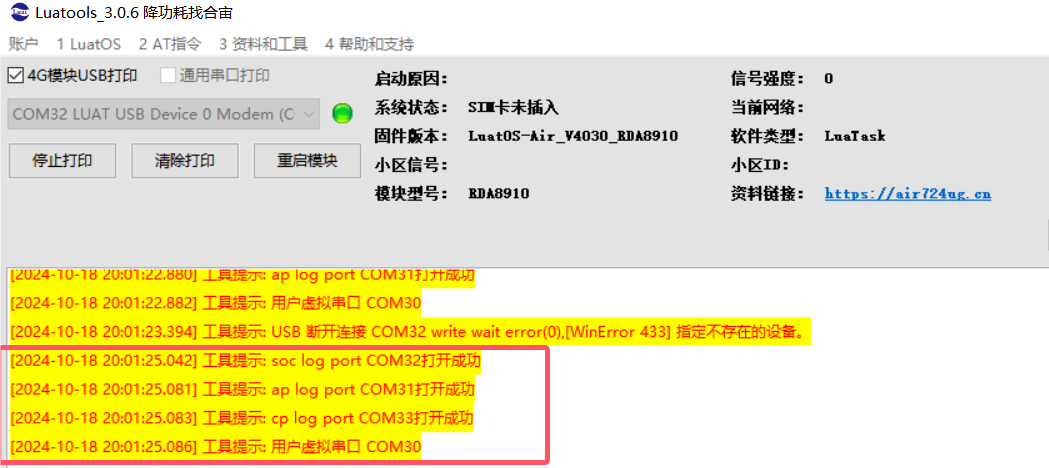 Luatools_3.0.6 降功耗找合宙
账户 1 LuatOS 2 AT指令 3 资料和工具 4 帮助和支持
4G模块USB打印 通用串口打印
COM32 LUAT USB Device 0 Modem (C
停止打印 清除打印 重启模块
启动原因： 信号强度： 0
系统状态： SIM卡未插入 当前网络：
固件版本： LuatOS-Air_V4030_RDA8910 软件类型： LuaTask
小区信号： 小区ID：
模块型号： RDA8910 资料链接： https://air724ug.cn
[2024-10-18 20:01:22.880] 工具提示: ap log port COM31打开成功
[2024-10-18 20:01:22.882] 工具提示: 用户虚拟串口 COM30
[2024-10-18 20:01:23.394] 工具提示: USB 断开连接 COM32 write wait error(0),[WinError 433] 指定不存在的设备。
[2024-10-18 20:01:25.042] 工具提示: soc log port COM32打开成功
[2024-10-18 20:01:25.081] 工具提示: ap log port COM31打开成功
[2024-10-18 20:01:25.083] 工具提示: cp log port COM33打开成功
[2024-10-18 20:01:25.086] 工具提示: 用户虚拟串口 COM30